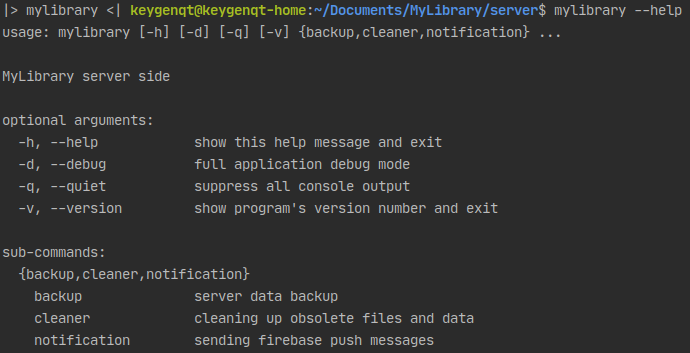 |> mylibrary <| keygenqt@keygenqt-home:~/Documents/MyLibrary/server$ mylibrary --help
usage: mylibrary [-h] [-d] [-q] [-v] {backup,cleaner,notification} ...
MyLibrary server side
optional arguments:
-h, --help show this help message and exit
-d, --debug full application debug mode
-q, --quiet suppress all console output
-v, --version show program's version number and exit
sub-commands:
{backup,cleaner,notification}
backup server data backup
cleaner cleaning up obsolete files and data
notification sending firebase push messages